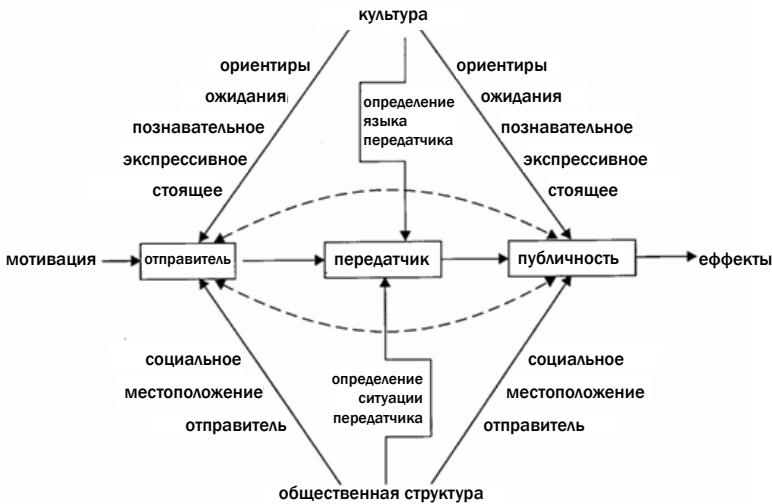 культура
ориентиры
ожидания
познавательное
экспрессивное
стоящее
определение
языка
передатчика
ориентиры
ожидания
познавательное
экспрессивное
стоящее
мотивация
отправитель
передатчик
публичность
еффекты
социальное
местоположение
отправитель
определение
ситуации
передатчика
социальное
местоположение
отправитель
общественная структура